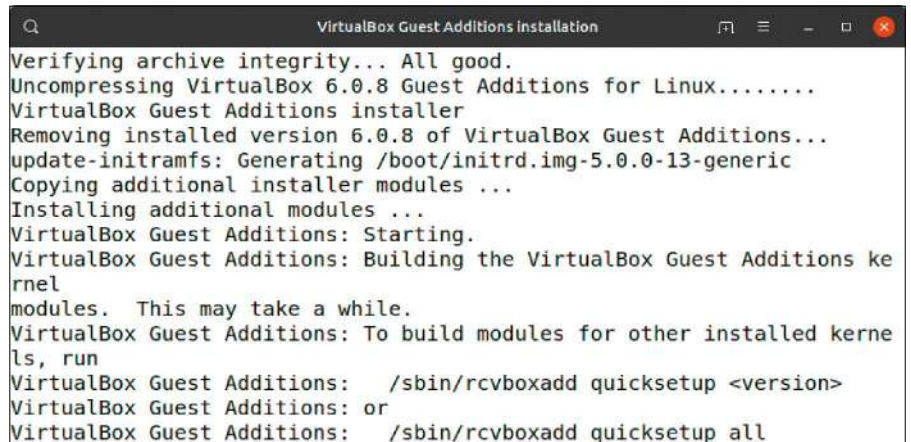 VirtualBox Guest Additions installation
Verifying archive integrity... All good.
Uncompressing VirtualBox 6.0.8 Guest Additions for Linux........
VirtualBox Guest Additions installer
Removing installed version 6.0.8 of VirtualBox Guest Additions...
update-initramfs: Generating /boot/initrd.img-5.0.0-13-generic
Copying additional installer modules ...
Installing additional modules ...
VirtualBox Guest Additions: Starting.
VirtualBox Guest Additions: Building the VirtualBox Guest Additions ke
rnel
modules.  This may take a while.
VirtualBox Guest Additions: To build modules for other installed kerne
ls, run
VirtualBox Guest Additions:   /sbin/rcvboxadd quicksetup <version>
VirtualBox Guest Additions: or
VirtualBox Guest Additions:   /sbin/rcvboxadd quicksetup all